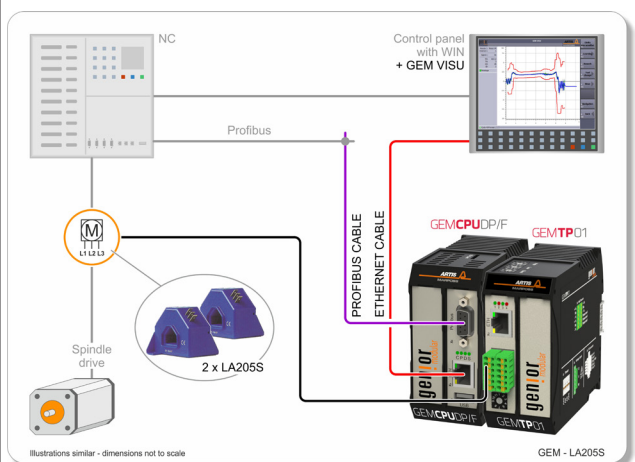 NC
Control panel
with WIN
+ GEM VISU
Profibus
PROFIBUS CABLE
ETHERNET CABLE
GEMCPUDP/F
GEMTP01
M
L1 L2 L3
ARTIS
ARTIS
genior
genior
GEMCPUDP/F
GEMTP01
2 x LA205S
Spindle
drive
Illustrations similar - dimensions not to scale
GEM - LA205S